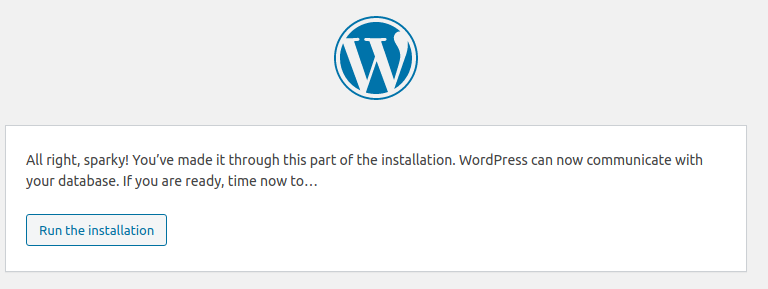 All right, sparky! You’ve made it through this part of the installation. WordPress can now communicate with
your database. If you are ready, time now to…
Run the installation